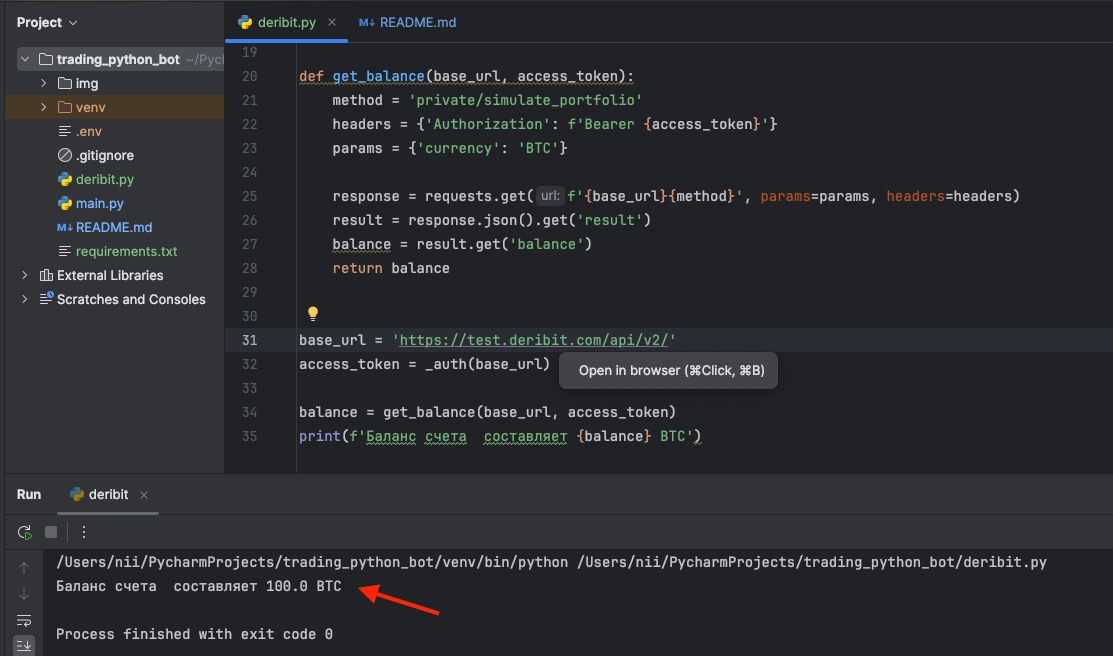 Project
deribit.py
README.md
trading_python_bot ~/Pyc
img
venv
.env
.gitignore
deribit.py
main.py
README.md
requirements.txt
External Libraries
Scratches and Consoles
19
20 def get_balance(base_url, access_token):
21 method = 'private/simulate_portfolio'
22 headers = {'Authorization': f'Bearer {access_token}'}
23 params = {'currency': 'BTC'}
24
25 response = requests.get( url: f'{base_url}{method}', params=params, headers=headers)
26 result = response.json().get('result')
27 balance = result.get('balance')
28 return balance
29
30
31 base_url = 'https://test.deribit.com/api/v2/'
32 access_token = _auth(base_url)
Open in browser (⌘Click, ⌘B)
33
34 balance = get_balance(base_url, access_token)
35 print(f'Баланс счета  составляет {balance} BTC')
Run
deribit
/Users/nii/PycharmProjects/trading_python_bot/venv/bin/python /Users/nii/PycharmProjects/trading_python_bot/deribit.py
Баланс счета  составляет 100.0 BTC
Process finished with exit code 0